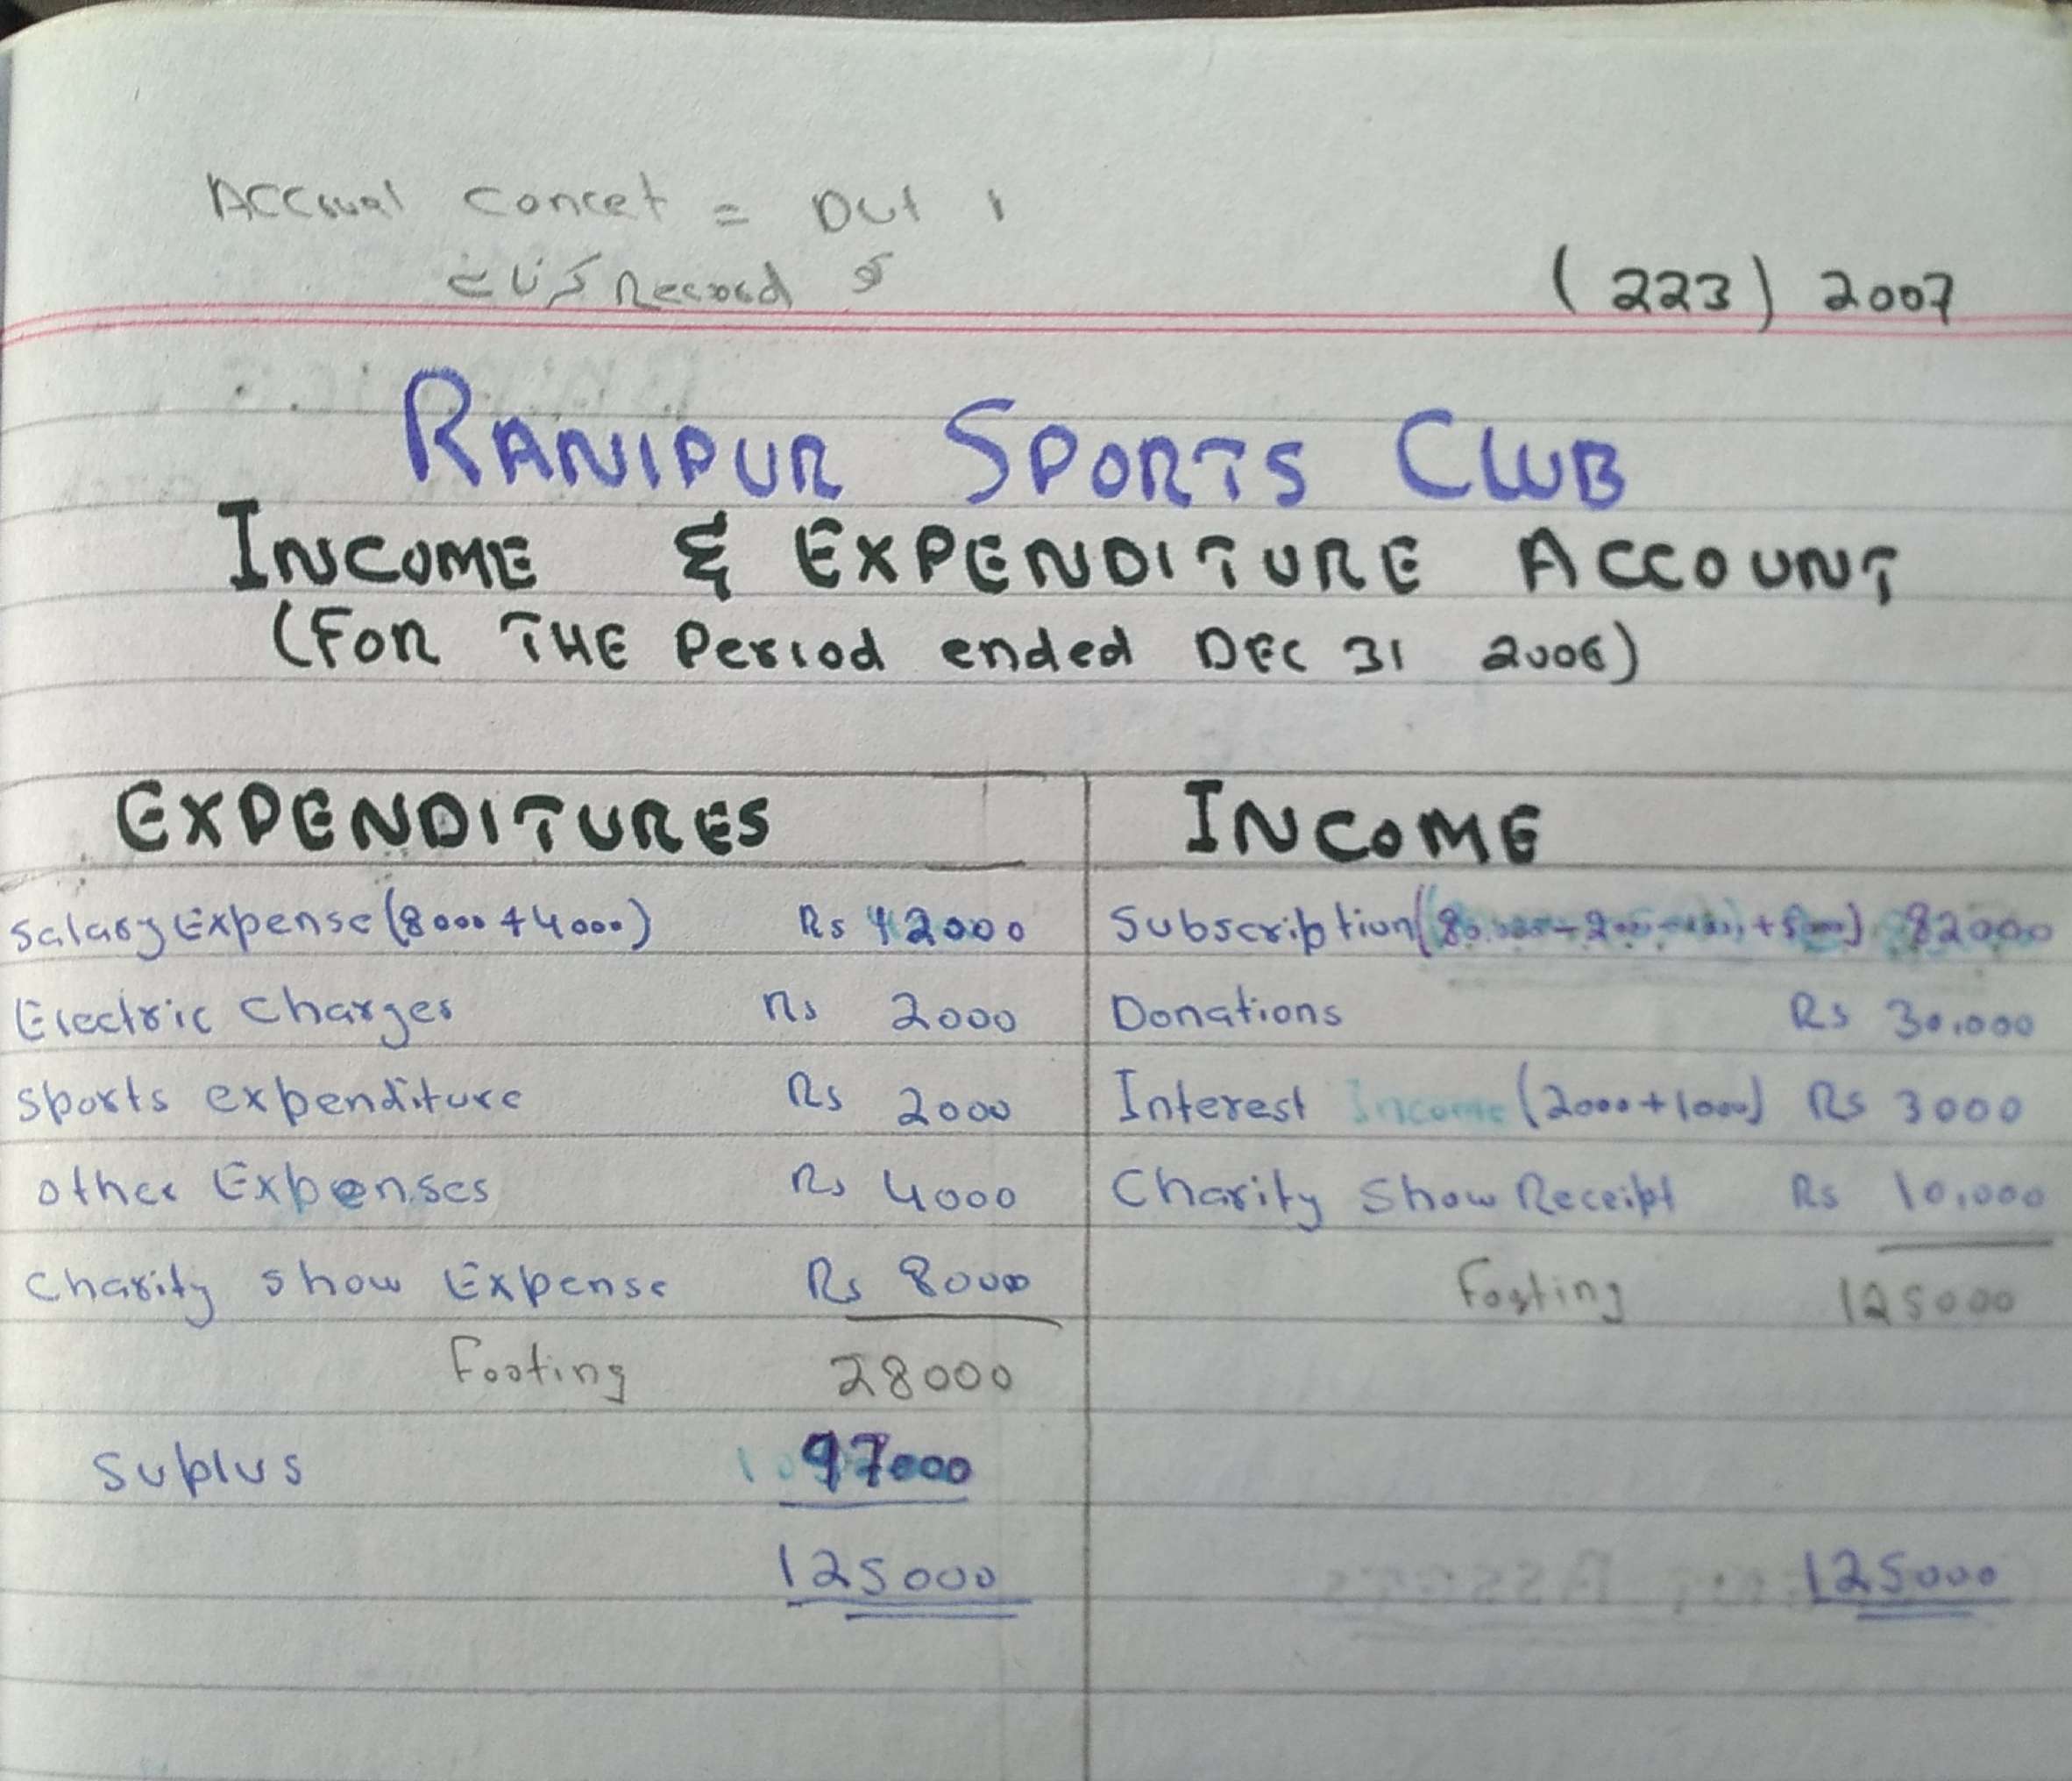 Accrual Concet = Out
کو Record کرنا ہے
(223) 2007
RANIPUR SPORTS CLUB
INCOME & EXPENDITURE ACCOUNT
(FOR THE Period ended DEC 31 2006)
EXPENDITURES
Salary Expense (8000+4000) Rs 12000
Electric Charges Rs 2000
Sports expenditure Rs 2000
other Expenses Rs 4000
Charity show Expense Rs 8000
Footing 28000
Suplus 97000
125000
INCOME
Subscription 82000
Donations Rs 30,000
Interest Income (2000+1000) Rs 3000
Charity Show Receipt Rs 10,000
Footing 125000
125000